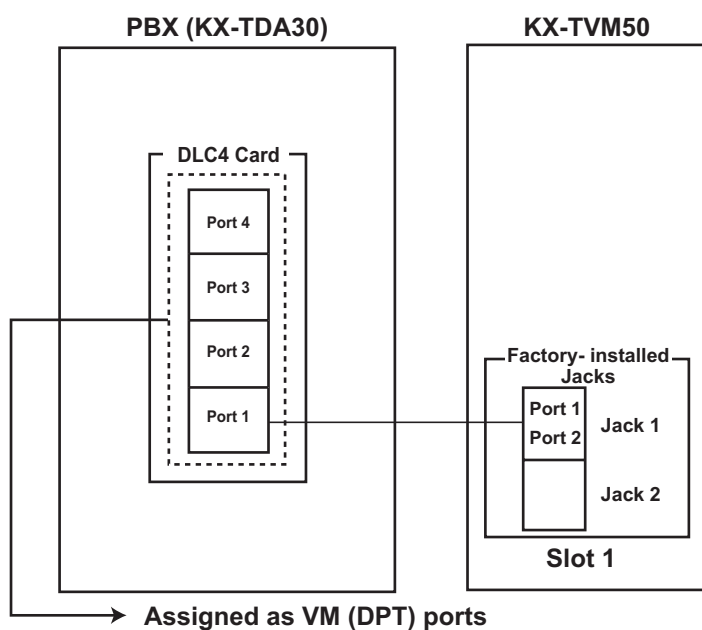 PBX (KX-TDA30)
KX-TVM50
DLC4 Card
Port 4
Port 3
Port 2
Port 1
Factory- installed
Jacks
Port 1
Port 2
Jack 1
Jack 2
Slot 1
Assigned as VM (DPT) ports